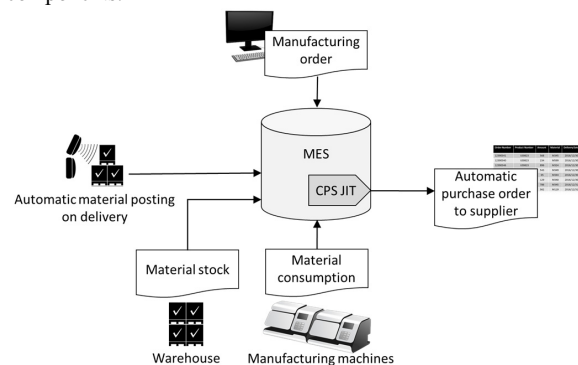 components.
Manufacturing
order
MES
CPS JIT
Automatic material posting
on delivery
Automatic
purchase order
to supplier
Material stock
Material
consumption
Warehouse
Manufacturing machines